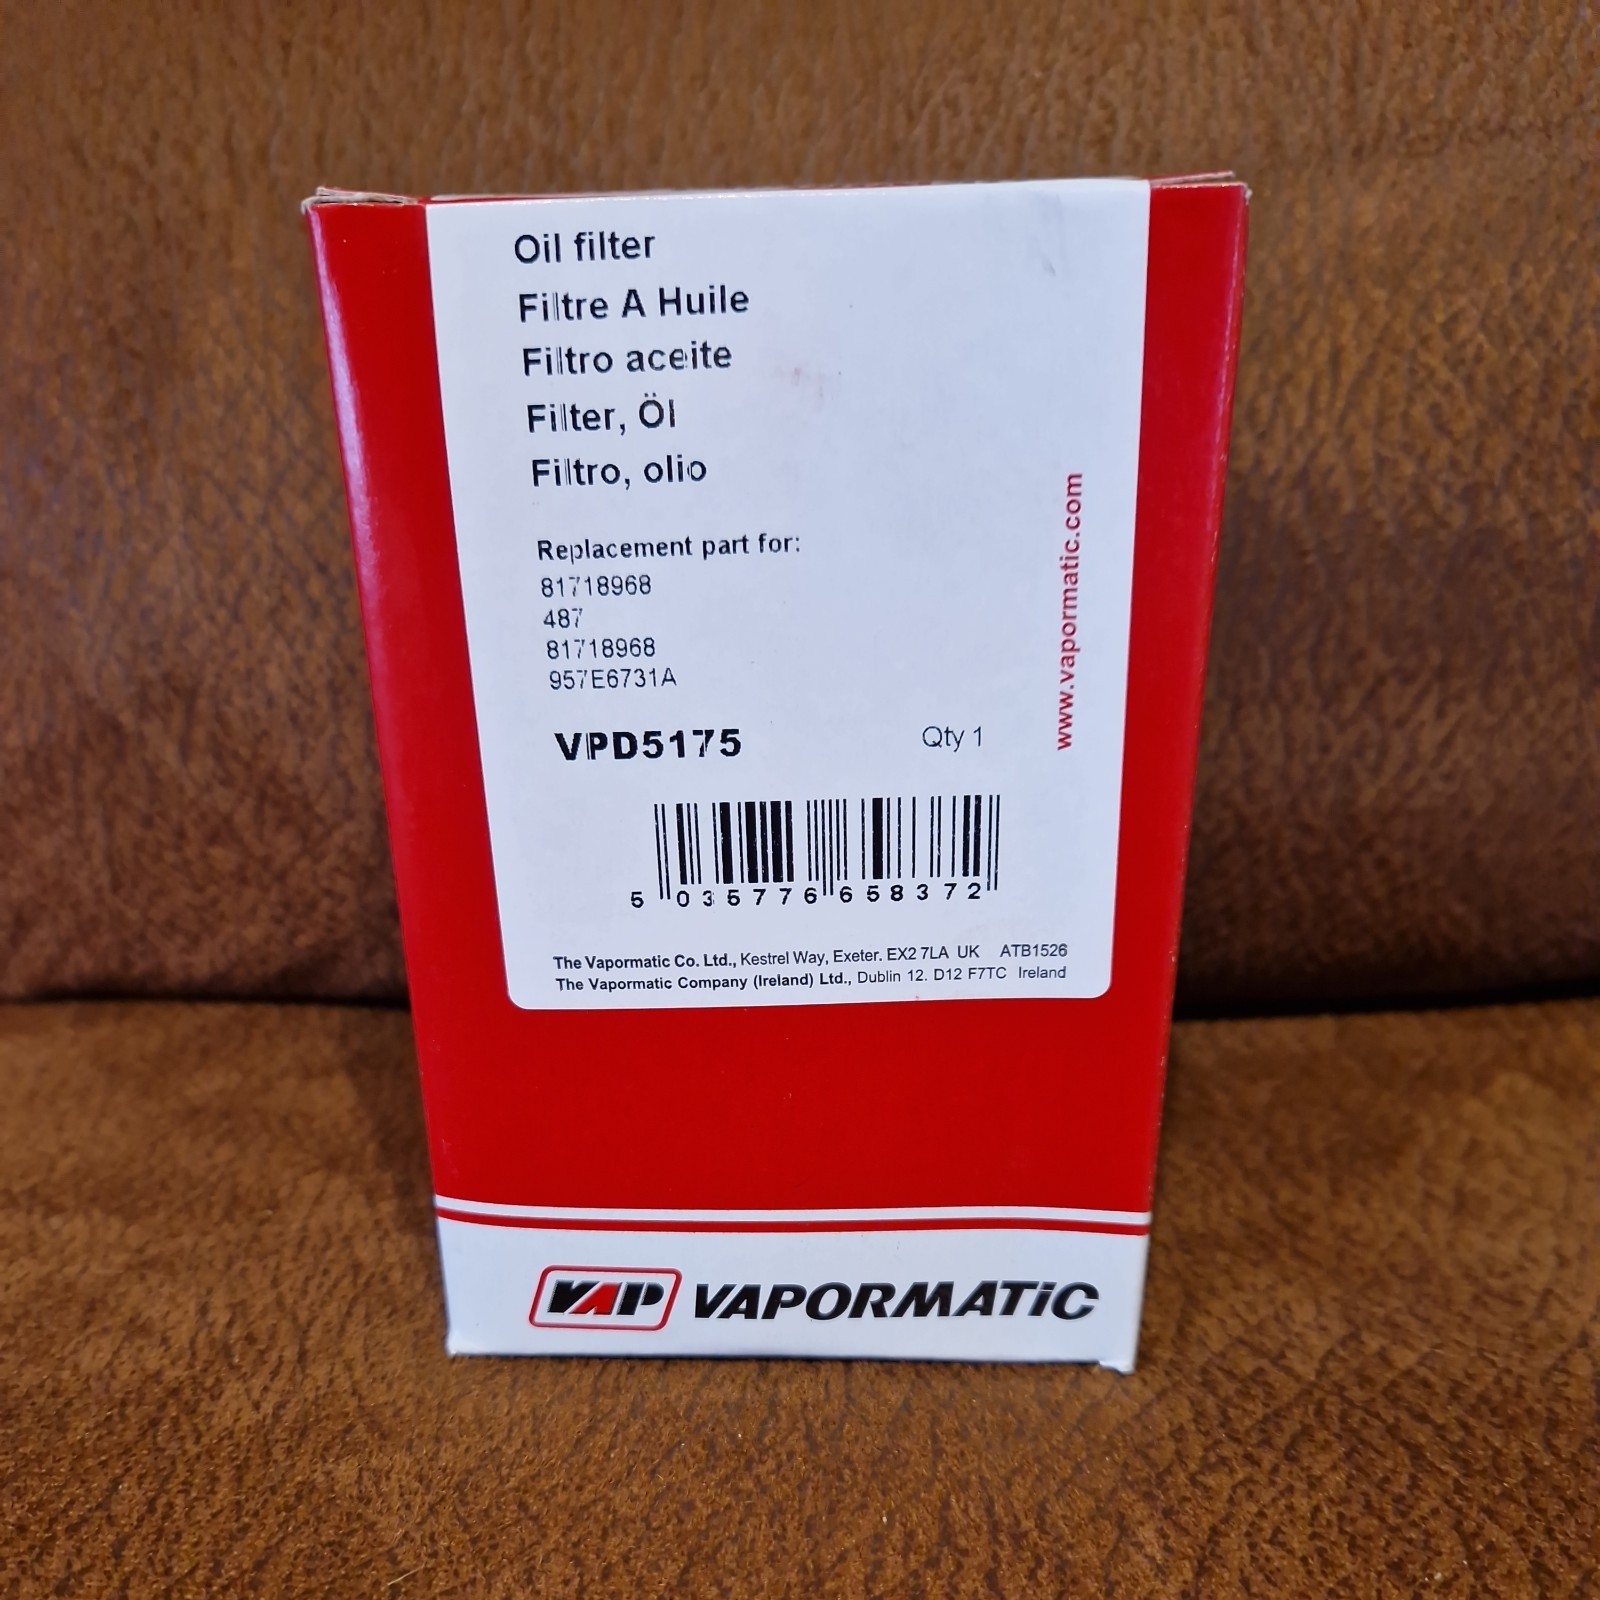 Oil filter
Filtre A Huile
Filtro aceite
Filter, Öl
Filtro, olio
Replacement part for:
81718968
487
81718968
957E6731A
VPD5175 Qty 1
www.vapormatic.com
5 035776 658372
The Vapormatic Co. Ltd., Kestrel Way, Exeter. EX2 7LA UK ATB1526
The Vapormatic Company (Ireland) Ltd., Dublin 12. D12 F7TC Ireland
VAP VAPORMATiC